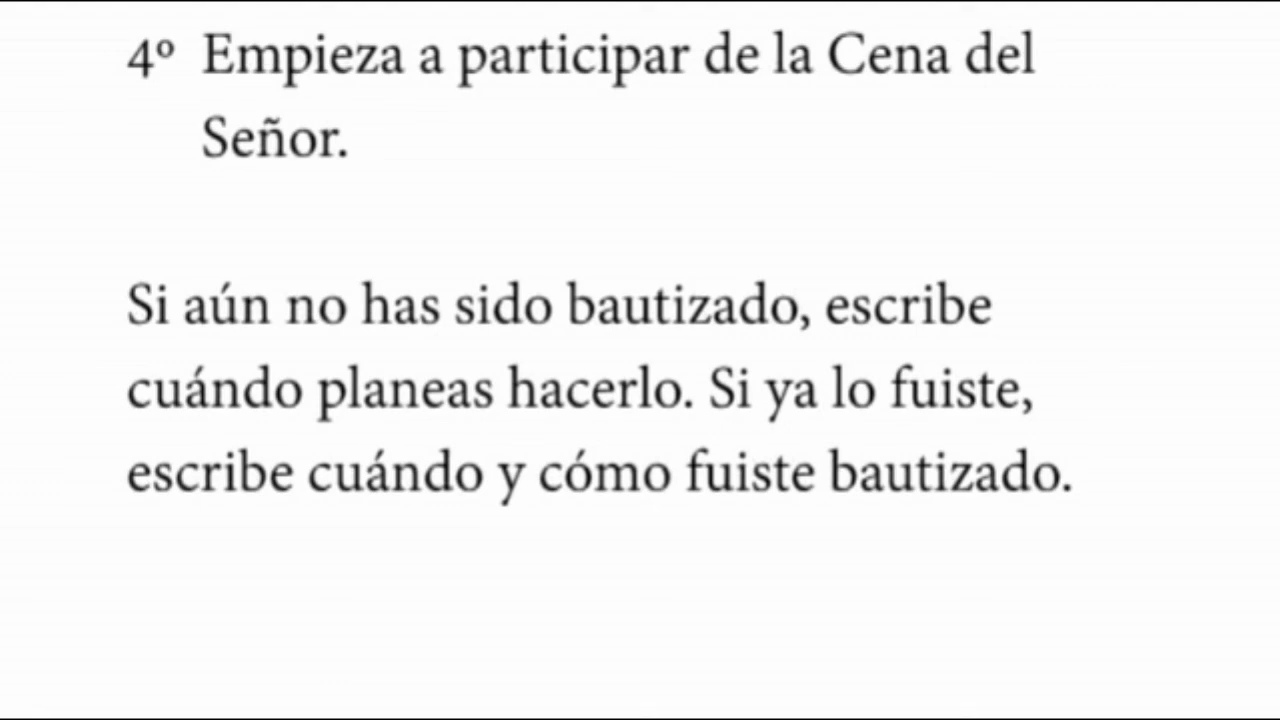 4º Empieza a participar de la Cena del
Señor.
Si aún no has sido bautizado, escribe
cuándo planeas hacerlo. Si ya lo fuiste,
escribe cuándo y cómo fuiste bautizado.